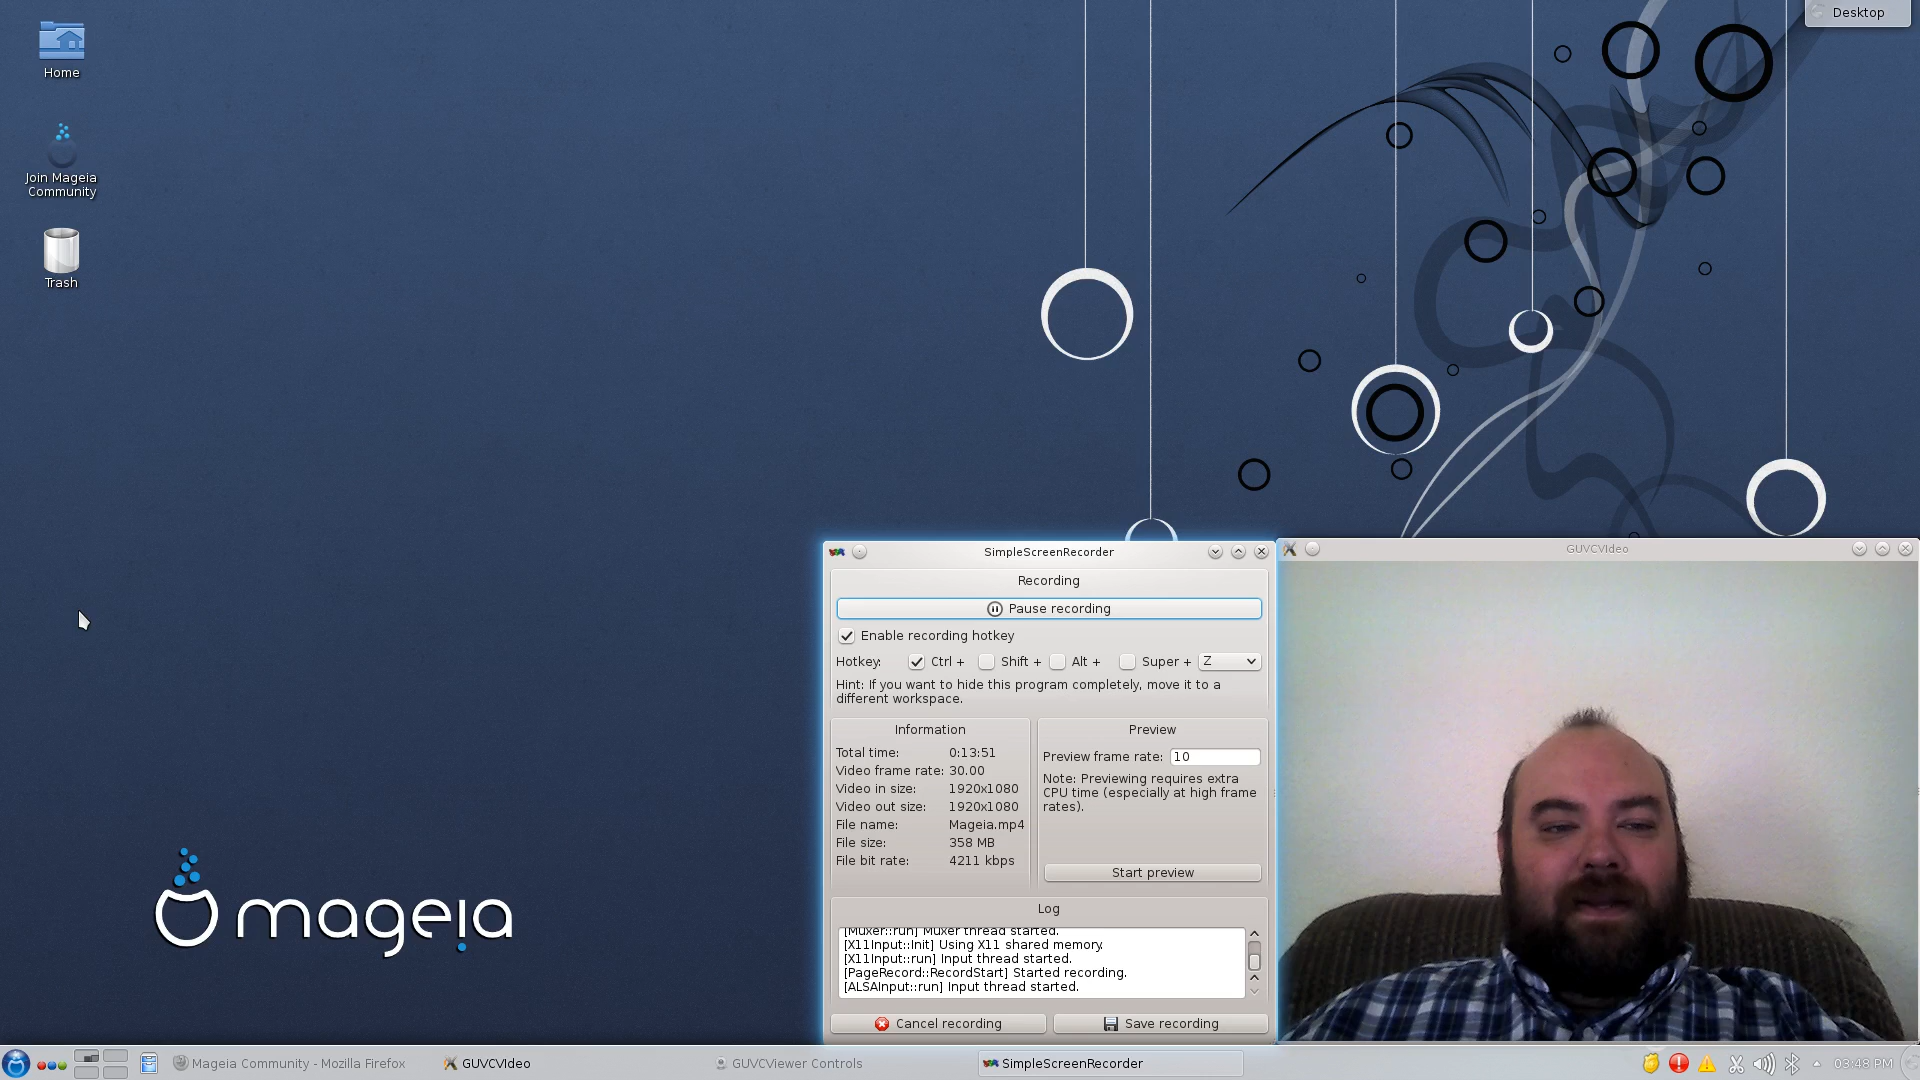 Desktop
Home
Join Mageia
Community
Trash
SimpleScreenRecorder
GUVCVideo
Recording
Pause recording
Enable recording hotkey
Hotkey: Ctrl + Shift + Alt + Super + Z
Hint: If you want to hide this program completely, move it to a
different workspace.
Information
Total time: 0:13:51
Video frame rate: 30.00
Video in size: 1920x1080
Video out size: 1920x1080
File name: Mageia.mp4
File size: 358 MB
File bit rate: 4211 kbps
Preview
Preview frame rate: 10
Note: Previewing requires extra
CPU time (especially at high frame
rates).
Start preview
Log
[Muxer::run] Muxer thread started.
[X11Input::Init] Using X11 shared memory.
[X11Input::run] Input thread started.
[PageRecord::RecordStart] Started recording.
[ALSAInput::run] Input thread started.
Cancel recording
Save recording
mageia
Mageia Community - Mozilla Firefox
GUVCVideo
GUVCViewer Controls
SimpleScreenRecorder
03:48 PM